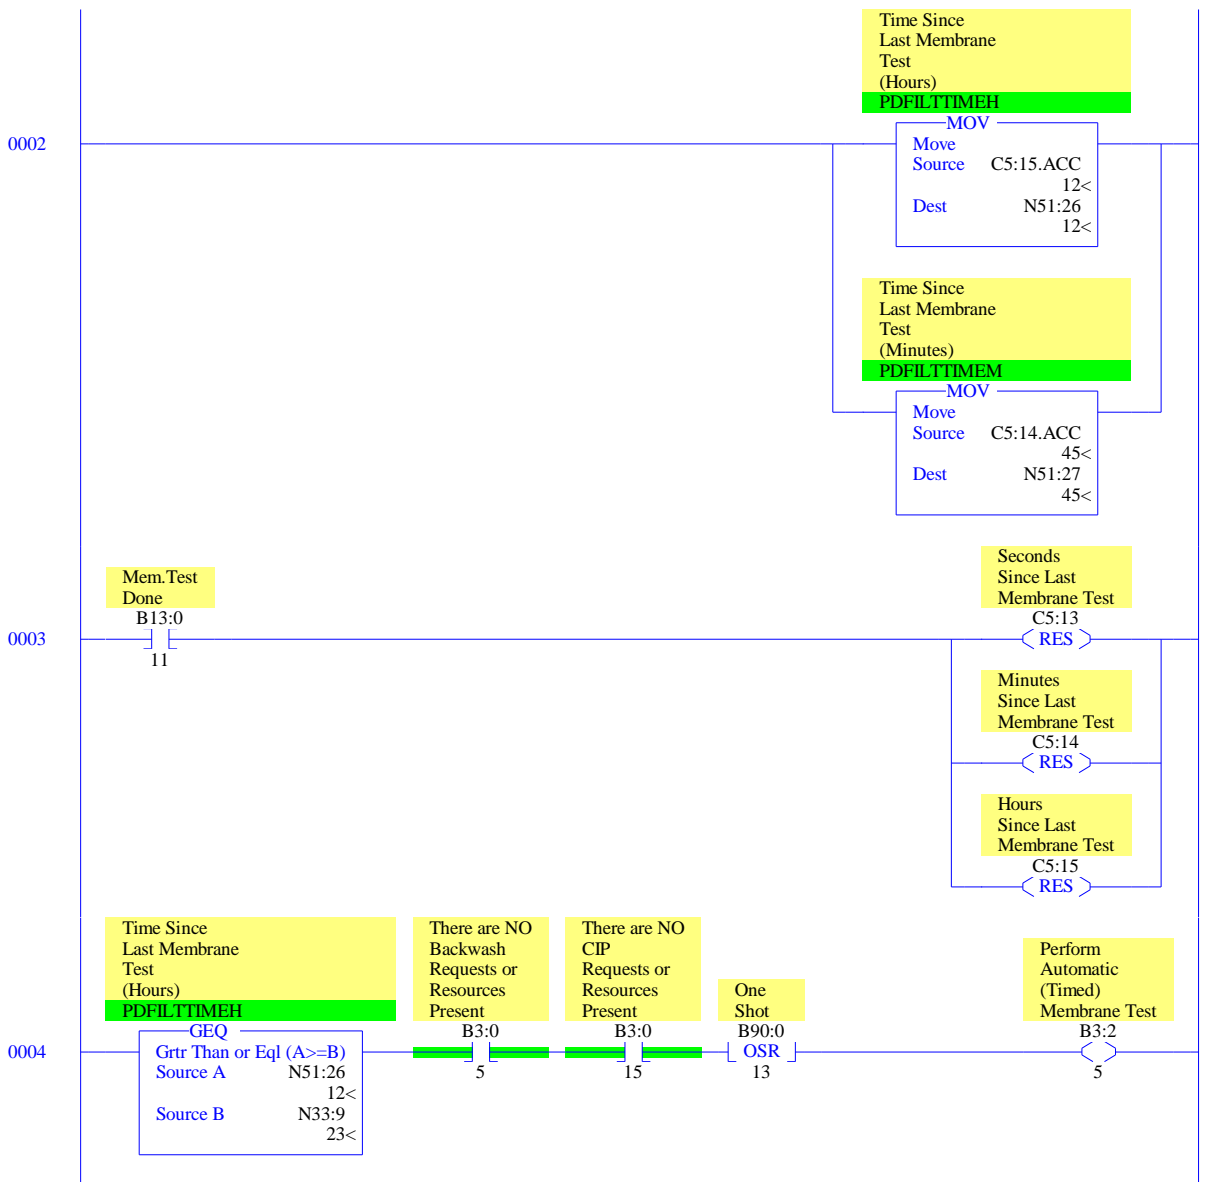 Time Since
Last Membrane
Test
(Hours)
PDFILTTIMEH
MOV
0002
Move
Source C5:15.ACC
12<
Dest N51:26
12<
Time Since
Last Membrane
Test
(Minutes)
PDFILTTIMEM
MOV
Move
Source C5:14.ACC
45<
Dest N51:27
45<
Mem.Test
Done
B13:0
0003
11
Seconds
Since Last
Membrane Test
C5:13
RES
Minutes
Since Last
Membrane Test
C5:14
RES
Hours
Since Last
Membrane Test
C5:15
RES
0004
Time Since
Last Membrane
Test
(Hours)
PDFILTTIMEH
GEQ
Grtr Than or Eql (A>=B)
Source A N51:26
12<
Source B N33:9
23<
There are NO
Backwash
Requests or
Resources
Present
B3:0
5
There are NO
CIP
Requests or
Resources
Present
B3:0
15
One
Shot
B90:0
OSR
13
Perform
Automatic
(Timed)
Membrane Test
B3:2
5